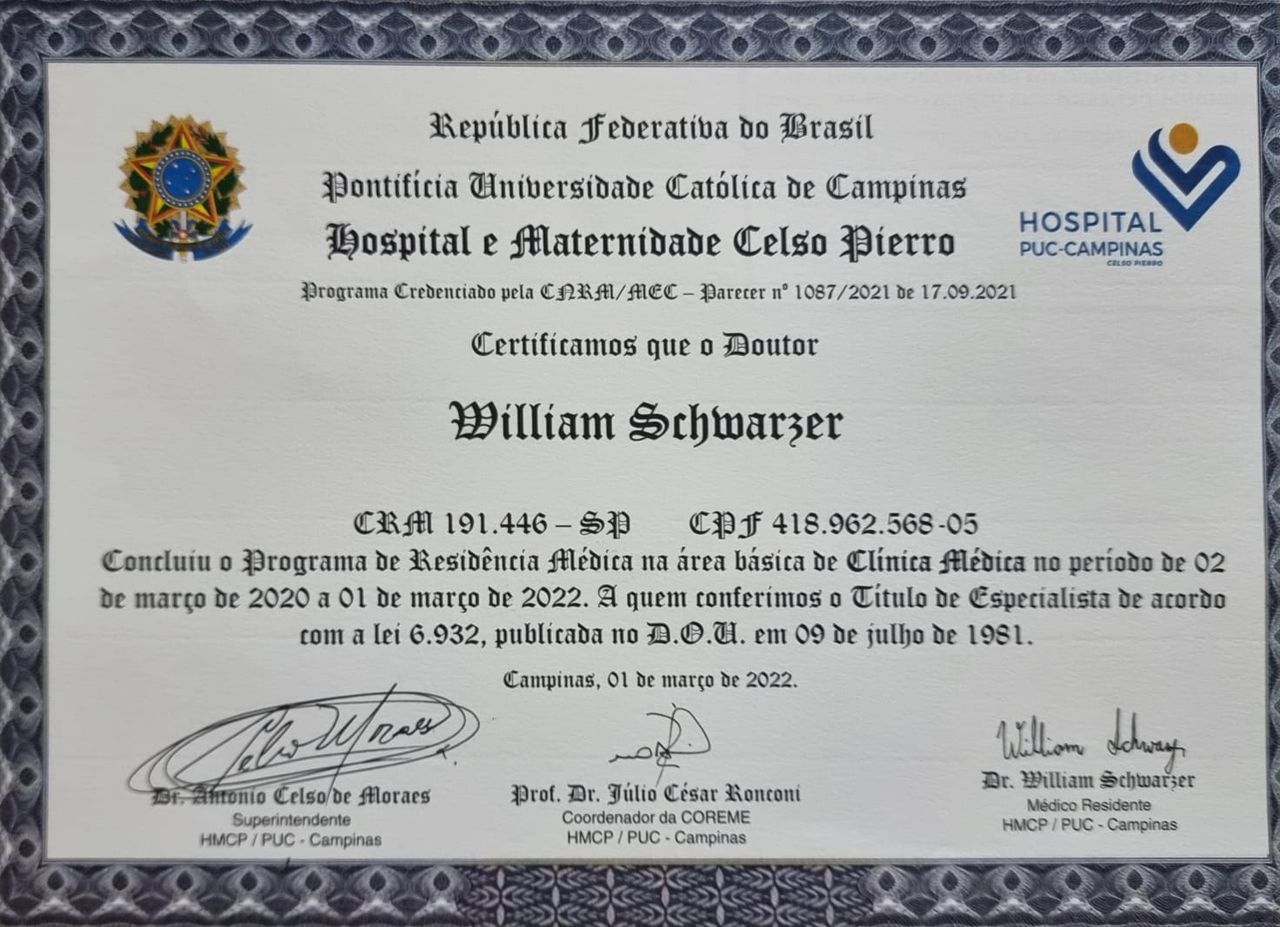 República Federativa do Brasil
Pontifícia Universidade Católica de Campinas
Hospital e Maternidade Celso Pierro
HOSPITAL
PUC-CAMPINAS
CELSO PIERRO
Programa Credenciado pela CNRM/MEC – Parecer nº 1087/2021 de 17.09.2021
Certificamos que o Doutor
William Schwarzer
CRM 191.446 – SP CPF 418.962.568-05
Concluiu o Programa de Residência Médica na área básica de Clínica Médica no período de 02
de março de 2020 a 01 de março de 2022. A quem conferimos o Título de Especialista de acordo
com a lei 6.932, publicada no D.O.U. em 09 de julho de 1981.
Campinas, 01 de março de 2022.
Celso Moraes
William Schwarzer
Dr. Antonio Celso de Moraes
Superintendente
HMCP / PUC - Campinas
Prof. Dr. Júlio César Ronconi
Coordenador da COREME
HMCP / PUC - Campinas
Dr. William Schwarzer
Médico Residente
HMCP / PUC - Campinas